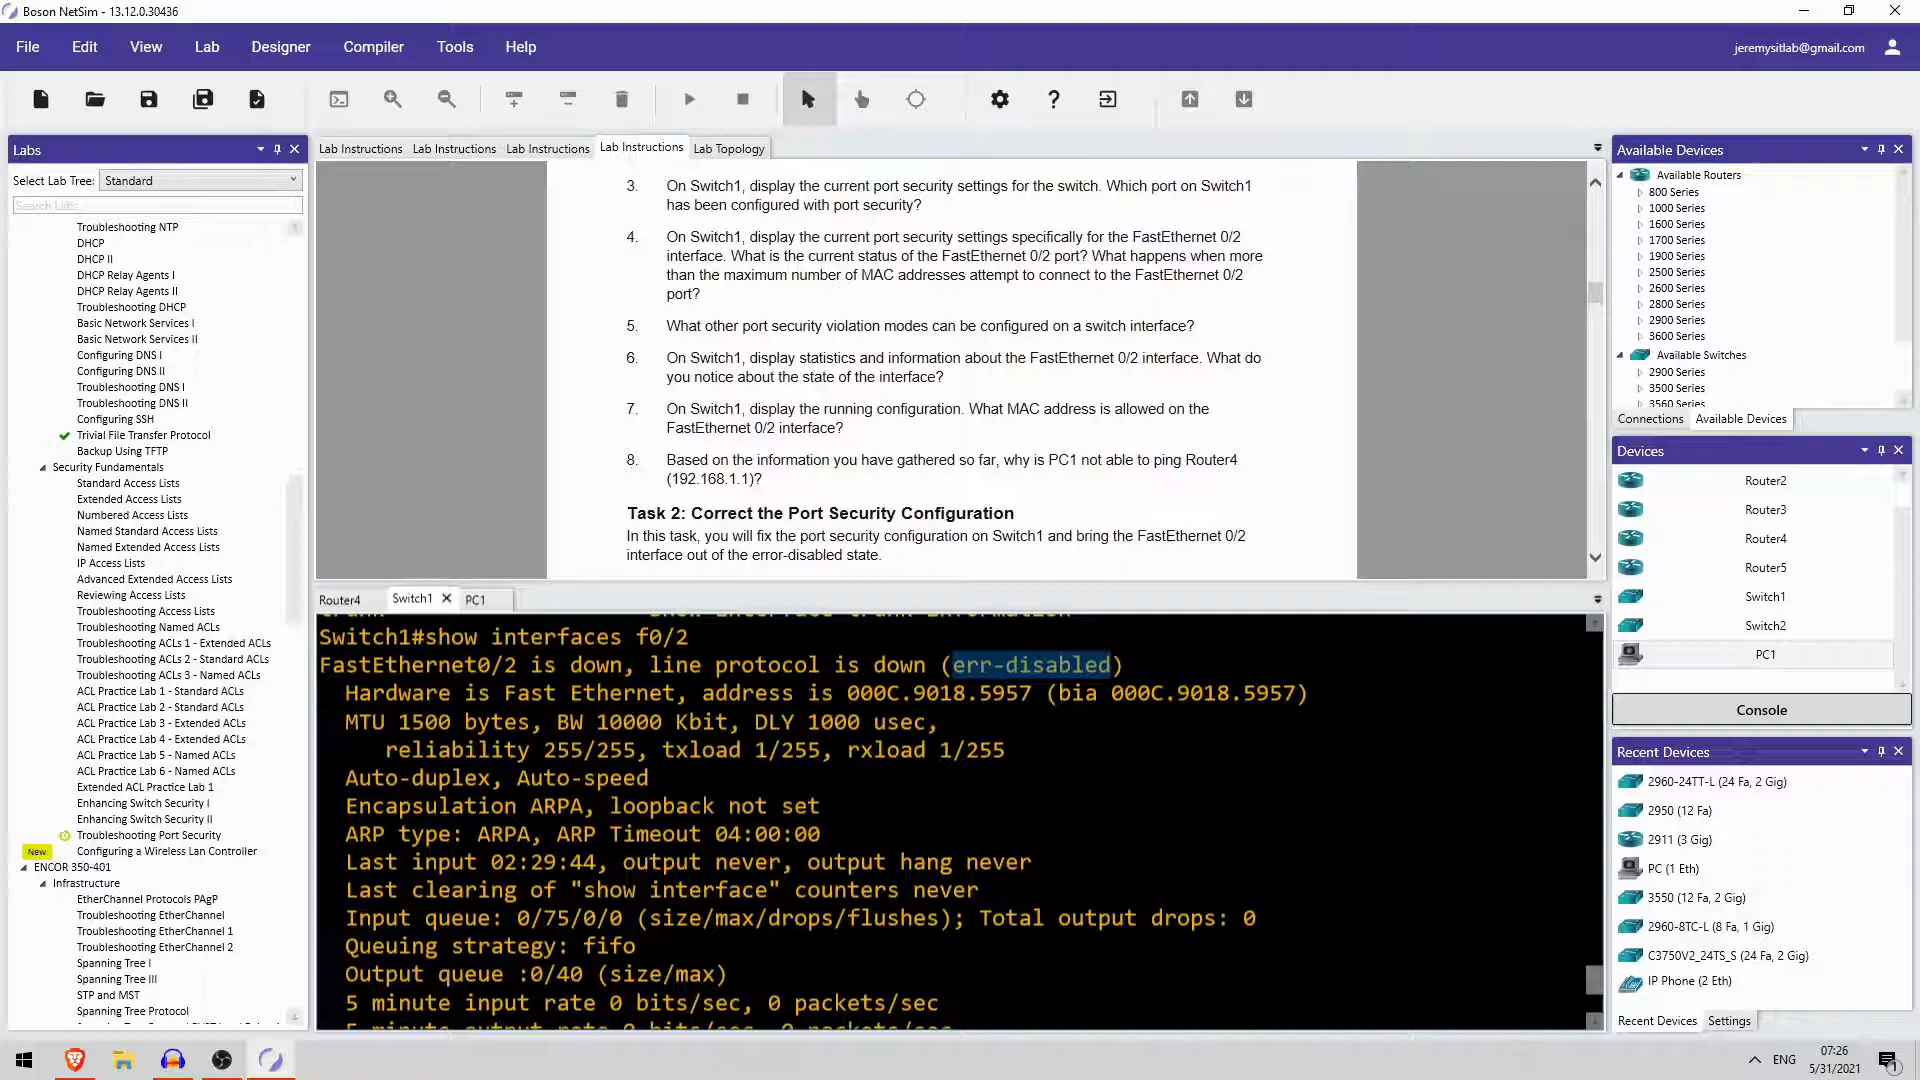 Boson NetSim - 13.12.0.30436
File Edit View Lab Designer Compiler Tools Help
jeremysitlab@gmail.com
Labs
Select Lab Tree: Standard
Search Labs
Troubleshooting NTP
DHCP
DHCP II
DHCP Relay Agents I
DHCP Relay Agents II
Troubleshooting DHCP
Basic Network Services I
Basic Network Services II
Configuring DNS I
Configuring DNS II
Troubleshooting DNS I
Troubleshooting DNS II
Configuring SSH
Trivial File Transfer Protocol
Backup Using TFTP
Security Fundamentals
Standard Access Lists
Extended Access Lists
Numbered Access Lists
Named Standard Access Lists
Named Extended Access Lists
IP Access Lists
Advanced Extended Access Lists
Reviewing Access Lists
Troubleshooting Access Lists
Troubleshooting Named ACLs
Troubleshooting ACLs 1 - Extended ACLs
Troubleshooting ACLs 2 - Standard ACLs
Troubleshooting ACLs 3 - Named ACLs
ACL Practice Lab 1 - Standard ACLs
ACL Practice Lab 2 - Standard ACLs
ACL Practice Lab 3 - Extended ACLs
ACL Practice Lab 4 - Extended ACLs
ACL Practice Lab 5 - Named ACLs
ACL Practice Lab 6 - Named ACLs
Extended ACL Practice Lab 1
Enhancing Switch Security I
Enhancing Switch Security II
Troubleshooting Port Security
New Configuring a Wireless Lan Controller
ENCOR 350-401
Infrastructure
EtherChannel Protocols PAgP
Troubleshooting EtherChannel
Troubleshooting EtherChannel 1
Troubleshooting EtherChannel 2
Spanning Tree I
Spanning Tree III
STP and MST
Spanning Tree Protocol
Lab Instructions Lab Instructions Lab Instructions Lab Instructions Lab Topology
3. On Switch1, display the current port security settings for the switch. Which port on Switch1
has been configured with port security?
4. On Switch1, display the current port security settings specifically for the FastEthernet 0/2
interface. What is the current status of the FastEthernet 0/2 port? What happens when more
than the maximum number of MAC addresses attempt to connect to the FastEthernet 0/2
port?
5. What other port security violation modes can be configured on a switch interface?
6. On Switch1, display statistics and information about the FastEthernet 0/2 interface. What do
you notice about the state of the interface?
7. On Switch1, display the running configuration. What MAC address is allowed on the
FastEthernet 0/2 interface?
8. Based on the information you have gathered so far, why is PC1 not able to ping Router4
(192.168.1.1)?
Task 2: Correct the Port Security Configuration
In this task, you will fix the port security configuration on Switch1 and bring the FastEthernet 0/2
interface out of the error-disabled state.
Router4 Switch1 PC1
Switch1#show interfaces f0/2
FastEthernet0/2 is down, line protocol is down (err-disabled)
Hardware is Fast Ethernet, address is 000C.9018.5957 (bia 000C.9018.5957)
MTU 1500 bytes, BW 10000 Kbit, DLY 1000 usec,
reliability 255/255, txload 1/255, rxload 1/255
Auto-duplex, Auto-speed
Encapsulation ARPA, loopback not set
ARP type: ARPA, ARP Timeout 04:00:00
Last input 02:29:44, output never, output hang never
Last clearing of "show interface" counters never
Input queue: 0/75/0/0 (size/max/drops/flushes); Total output drops: 0
Queuing strategy: fifo
Output queue :0/40 (size/max)
5 minute input rate 0 bits/sec, 0 packets/sec
Available Devices
Available Routers
800 Series
1000 Series
1600 Series
1700 Series
1900 Series
2500 Series
2600 Series
2800 Series
2900 Series
3600 Series
Available Switches
2900 Series
3500 Series
3560 Series
Connections Available Devices
Devices
Router2
Router3
Router4
Router5
Switch1
Switch2
PC1
Console
Recent Devices
2960-24TT-L (24 Fa, 2 Gig)
2950 (12 Fa)
2911 (3 Gig)
PC (1 Eth)
3550 (12 Fa, 2 Gig)
2960-8TC-L (8 Fa, 1 Gig)
C3750V2_24TS_S (24 Fa, 2 Gig)
IP Phone (2 Eth)
Recent Devices Settings
ENG
07:26
5/31/2021
1